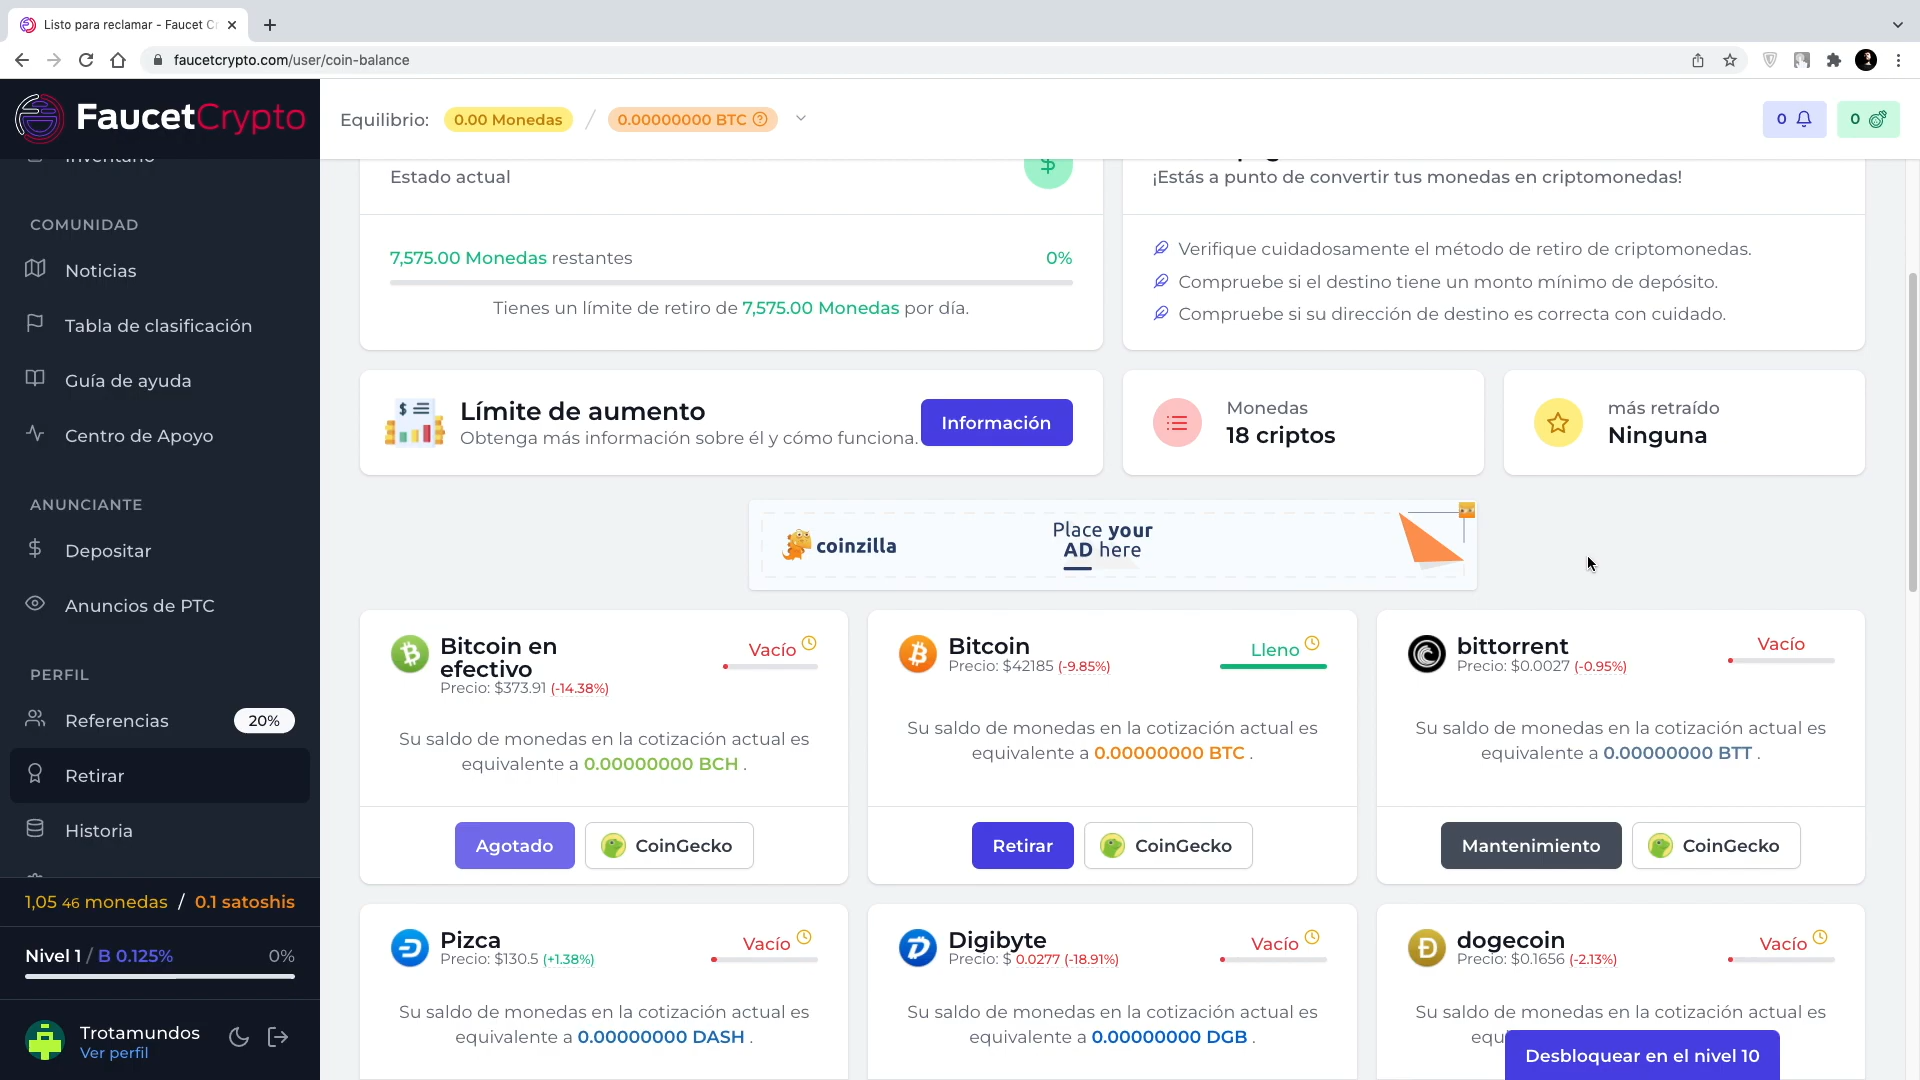 Listo para reclamar - Faucet Cr
faucetcrypto.com/user/coin-balance
FaucetCrypto
Equilibrio:
0.00 Monedas
/
0.00000000 BTC
0
0
Inventario
COMUNIDAD
Noticias
Tabla de clasificación
Guía de ayuda
Centro de Apoyo
ANUNCIANTE
Depositar
Anuncios de PTC
PERFIL
Referencias
20%
Retirar
Historia
1,05 46 monedas / 0.1 satoshis
Nivel 1 / B 0.125%
0%
Trotamundos
Ver perfil
Estado actual
$
7,575.00 Monedas restantes
0%
Tienes un límite de retiro de 7,575.00 Monedas por día.
¡Estás a punto de convertir tus monedas en criptomonedas!
Verifique cuidadosamente el método de retiro de criptomonedas.
Compruebe si el destino tiene un monto mínimo de depósito.
Compruebe si su dirección de destino es correcta con cuidado.
Límite de aumento
Obtenga más información sobre él y cómo funciona.
Información
Monedas
18 criptos
más retraído
Ninguna
coinzilla
Place your
AD here
Bitcoin en
efectivo
Precio: $373.91 (-14.38%)
Vacío
Su saldo de monedas en la cotización actual es
equivalente a 0.00000000 BCH .
Agotado
CoinGecko
Bitcoin
Precio: $42185 (-9.85%)
Lleno
Su saldo de monedas en la cotización actual es
equivalente a 0.00000000 BTC .
Retirar
CoinGecko
bittorrent
Precio: $0.0027 (-0.95%)
Vacío
Su saldo de monedas en la cotización actual es
equivalente a 0.00000000 BTT .
Mantenimiento
CoinGecko
Pizca
Precio: $130.5 (+1.38%)
Vacío
Su saldo de monedas en la cotización actual es
equivalente a 0.00000000 DASH .
Digibyte
Precio: $ 0.0277 (-18.91%)
Vacío
Su saldo de monedas en la cotización actual es
equivalente a 0.00000000 DGB .
dogecoin
Precio: $0.1656 (-2.13%)
Vacío
Su saldo de monedas en la cotización actual es
equ
Desbloquear en el nivel 10